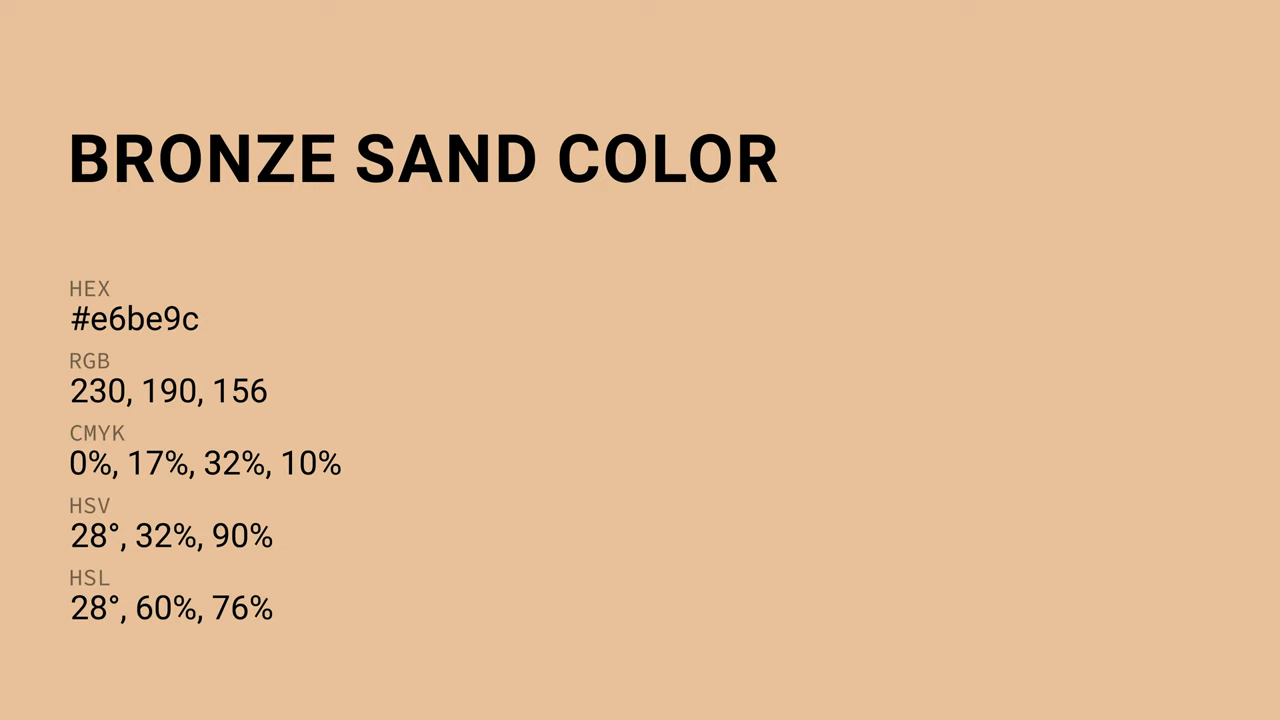 BRONZE SAND COLOR
HEX
#e6be9c
RGB
230, 190, 156
CMYK
0%, 17%, 32%, 10%
HSV
28°, 32%, 90%
HSL
28°, 60%, 76%